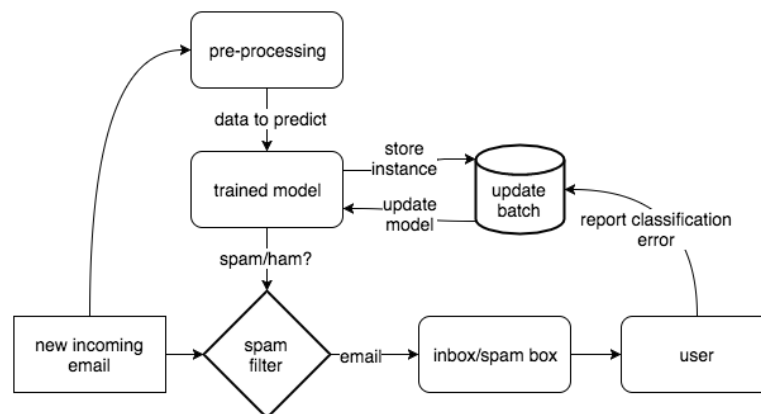 pre-processing
data to predict
store
instance
trained model
update
batch
update
model
report classification
error
spam/ham?
new incoming
email
spam
filter
email
inbox/spam box
user